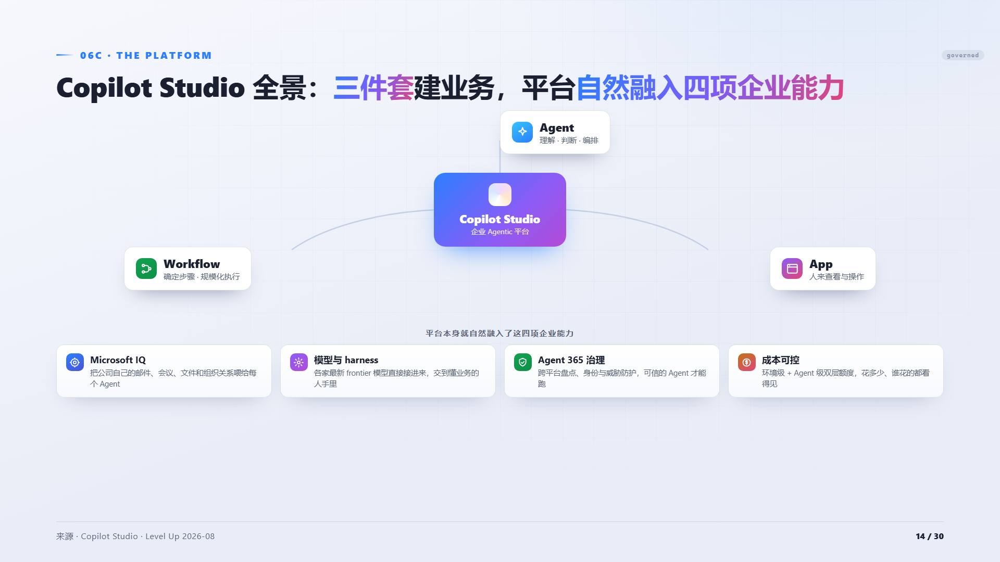 06C · THE PLATFORM
governed
Copilot Studio 全景：三件套建业务，平台自然融入四项企业能力
Agent
理解 · 判断 · 编排
Copilot Studio
企业 Agentic 平台
Workflow
确定步骤 · 规模化执行
App
人来查看与操作
平台本身就自然融入了这四项企业能力
Microsoft IQ
把公司自己的邮件、会议、文件和组织关系喂给每
个 Agent
模型与 harness
各家最新 frontier 模型直接接进来，交到懂业务的
人手里
Agent 365 治理
跨平台盘点、身份与威胁防护，可信的 Agent 才能
跑
成本可控
环境级 + Agent 级双层额度，花多少、谁花的都看
得见
来源 · Copilot Studio · Level Up 2026-08
14 / 30